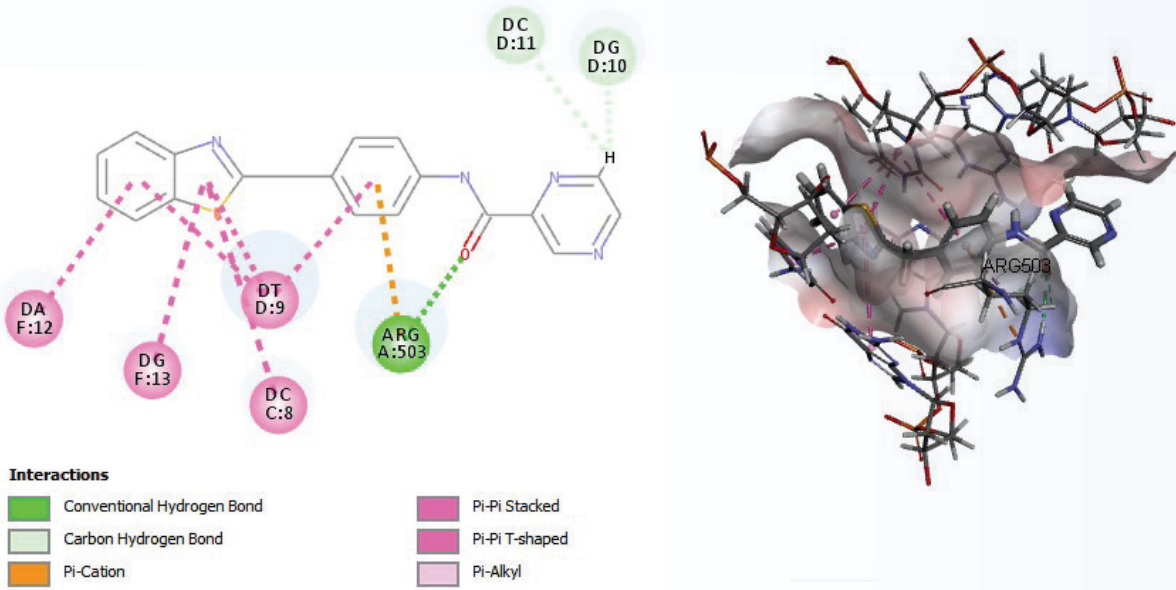 DC
D:11
DG
D:10
N
S
N
N
O
N
H
DA
F:12
DG
F:13
DT
D:9
DC
C:8
ARG
A:503
ARG503
Interactions
Conventional Hydrogen Bond
Carbon Hydrogen Bond
Pi-Cation
Pi-Pi Stacked
Pi-Pi T-shaped
Pi-Alkyl